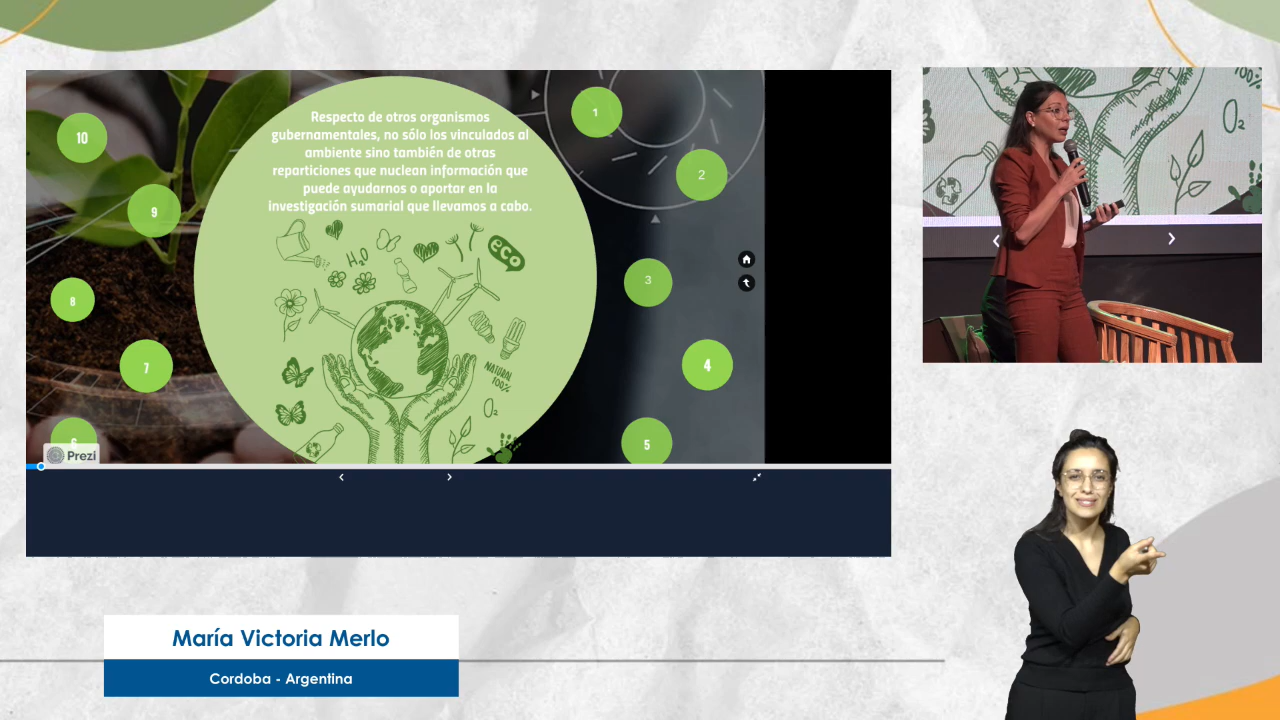 Respecto de otros organismos
gubernamentales, no sólo los vinculados al
ambiente sino también de otras
reparticiones que nuclean información que
puede ayudarnos o aportar en la
investigación sumarial que llevamos a cabo.
10
9
8
7
6
1
2
3
4
5
H₂O
eco
NATURAL
100%
O₂
Prezi
100%
O₂
María Victoria Merlo
Cordoba - Argentina